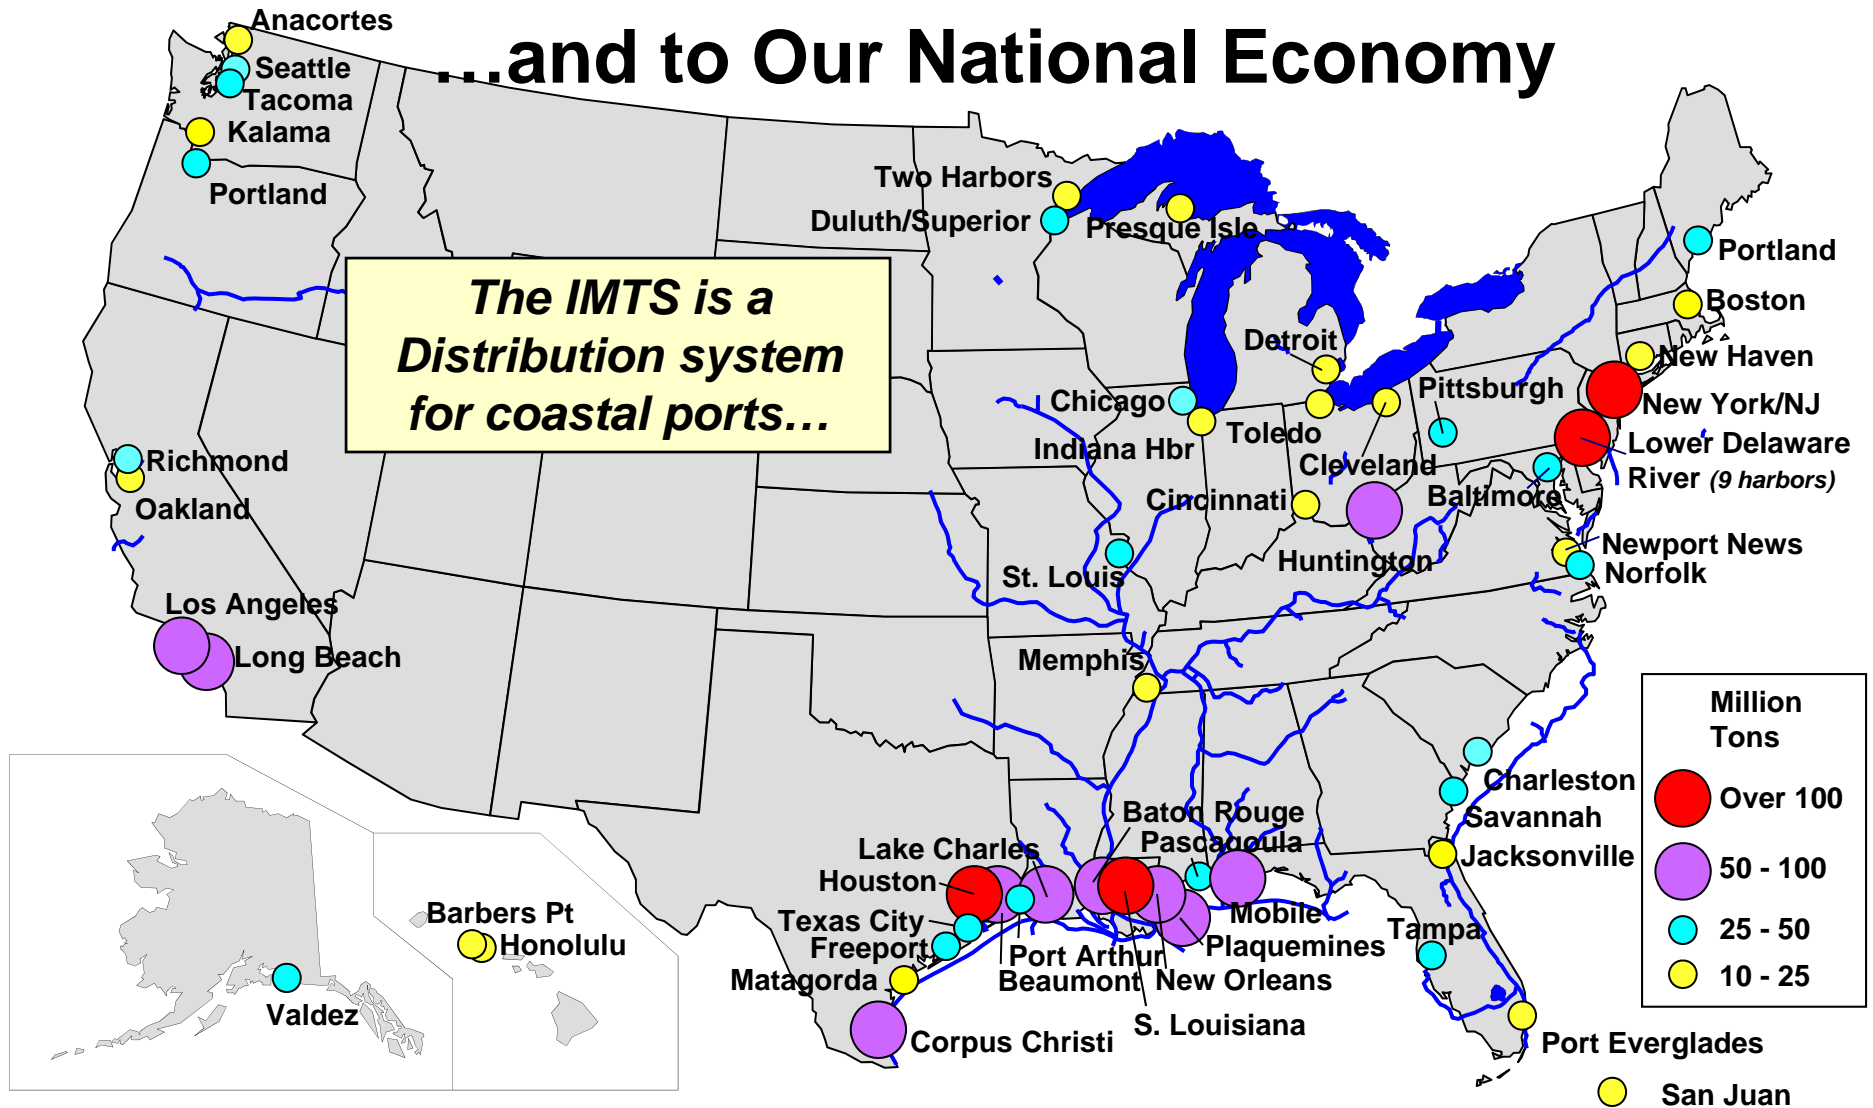 …and to Our National Economy
Anacortes
Seattle
Tacoma
Kalama
Portland
Two Harbors
Duluth/Superior
Presque Isle
Portland
Boston
The IMTS is a
Distribution system
for coastal ports…
Detroit
New Haven
Pittsburgh
Chicago
New York/NJ
Toledo
Indiana Hbr
Lower Delaware
River (9 harbors)
Cleveland
Richmond
Oakland
Cincinnati
Baltimore
Huntington
Newport News
Norfolk
St. Louis
Los Angeles
Long Beach
Memphis
Million
Tons
Over 100
50 - 100
25 - 50
10 - 25
Charleston
Savannah
Jacksonville
Baton Rouge
Pascagoula
Lake Charles
Houston
Texas City
Freeport
Matagorda
Port Arthur
Beaumont
New Orleans
Plaquemines
Mobile
Tampa
S. Louisiana
Corpus Christi
Barbers Pt
Honolulu
Valdez
Port Everglades
San Juan